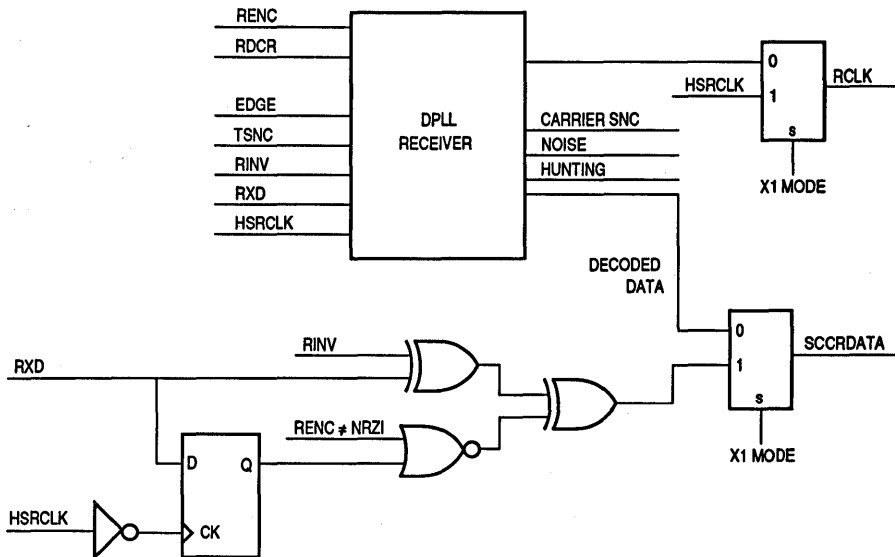 RENC
RDCR
EDGE
TSNC
RINV
RXD
HSRCLK
DPLL
RECEIVER
CARRIER SNC
NOISE
HUNTING
HSRCLK
0
1
S
RCLK
X1 MODE
DECODED
DATA
0
1
S
SCCRDATA
X1 MODE
RINV
RXD
RENC ≠ NRZI
D Q
CK
HSRCLK